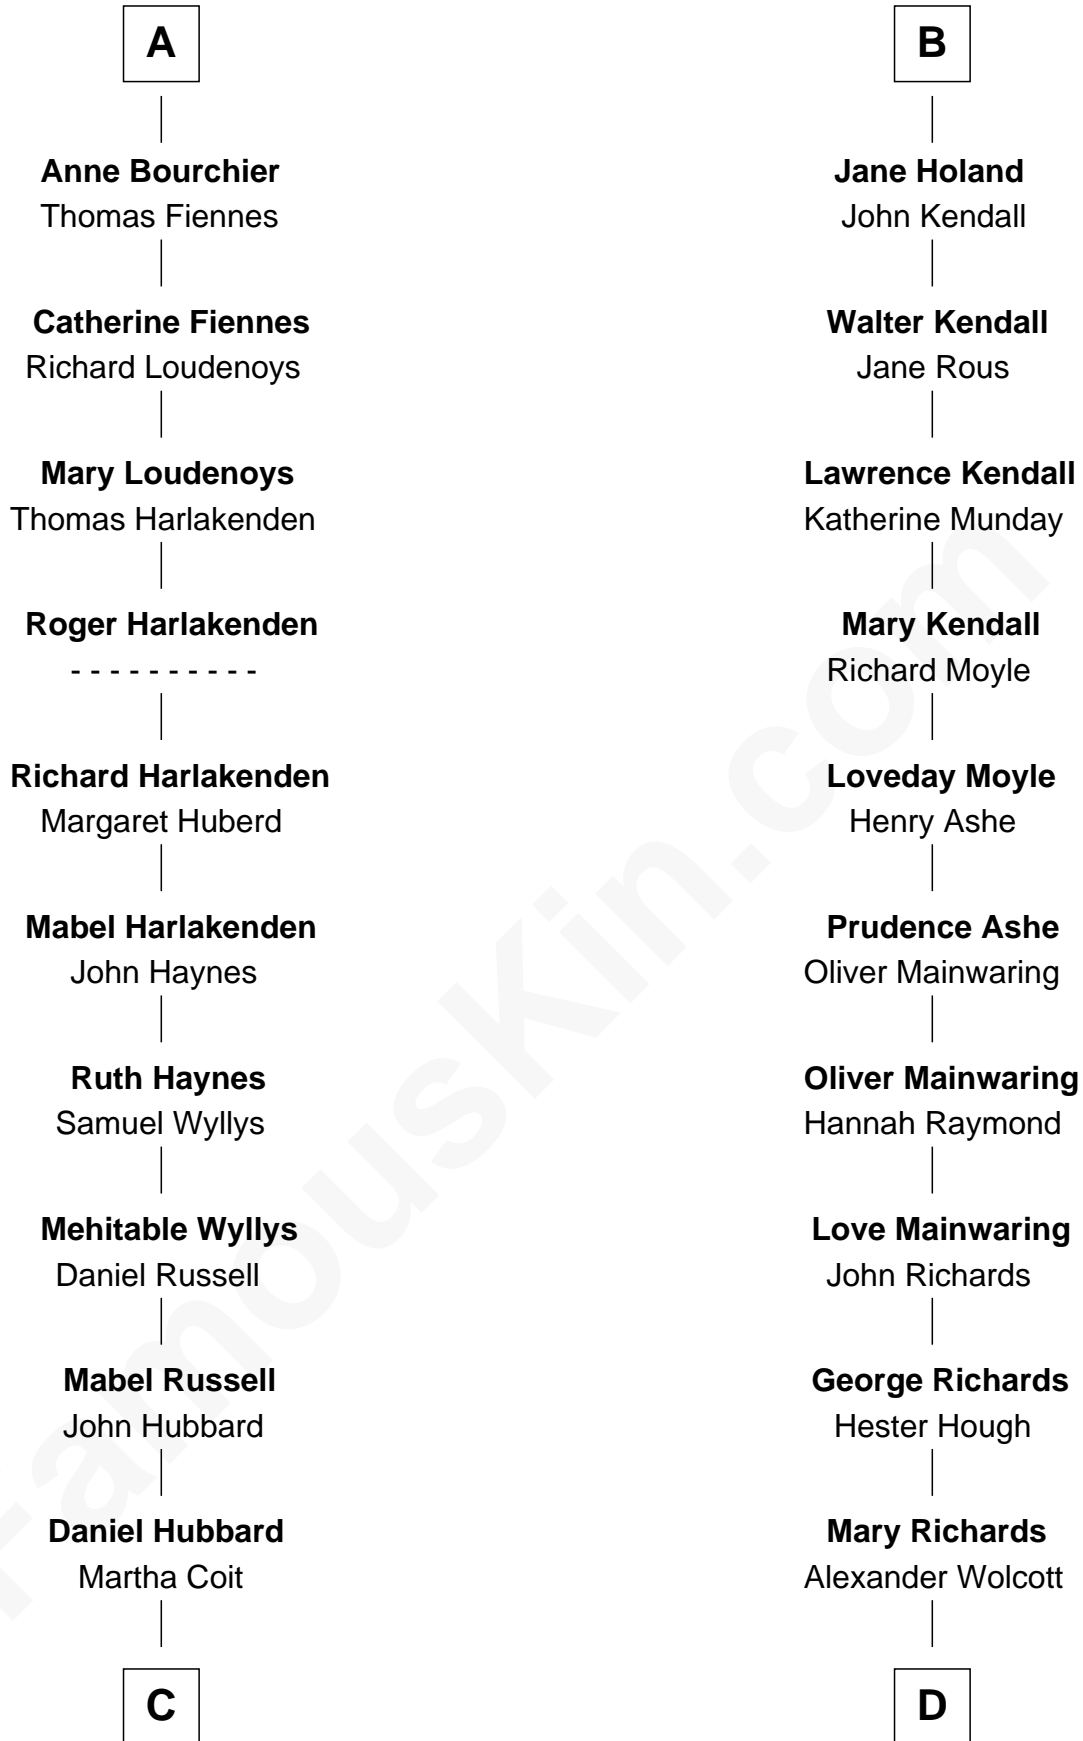 A
Anne Bourchier
Thomas Fiennes
Catherine Fiennes
Richard Loudenoys
Mary Loudenoys
Thomas Harlakenden
Roger Harlakenden
- - - - - - - - - -
Richard Harlakenden
Margaret Huberd
Mabel Harlakenden
John Haynes
Ruth Haynes
Samuel Wyllys
Mehitable Wyllys
Daniel Russell
Mabel Russell
John Hubbard
Daniel Hubbard
Martha Coit
C
B
Jane Holand
John Kendall
Walter Kendall
Jane Rous
Lawrence Kendall
Katherine Munday
Mary Kendall
Richard Moyle
Loveday Moyle
Henry Ashe
Prudence Ashe
Oliver Mainwaring
Oliver Mainwaring
Hannah Raymond
Love Mainwaring
John Richards
George Richards
Hester Hough
Mary Richards
Alexander Wolcott
D
FamousKin.com